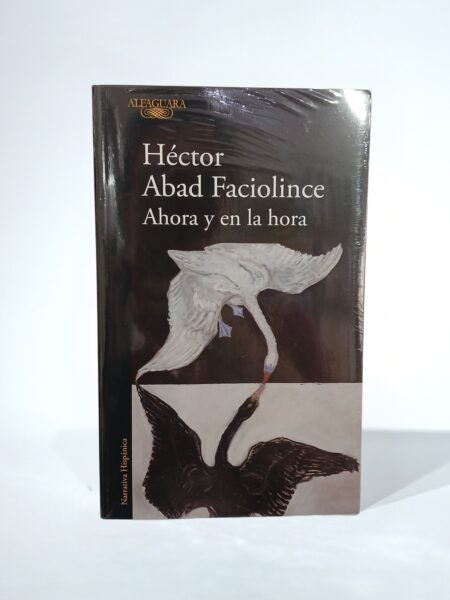 ALFAGUARA
Héctor
Abad Faciolince
Ahora y en la hora
Narrativa Hispánica